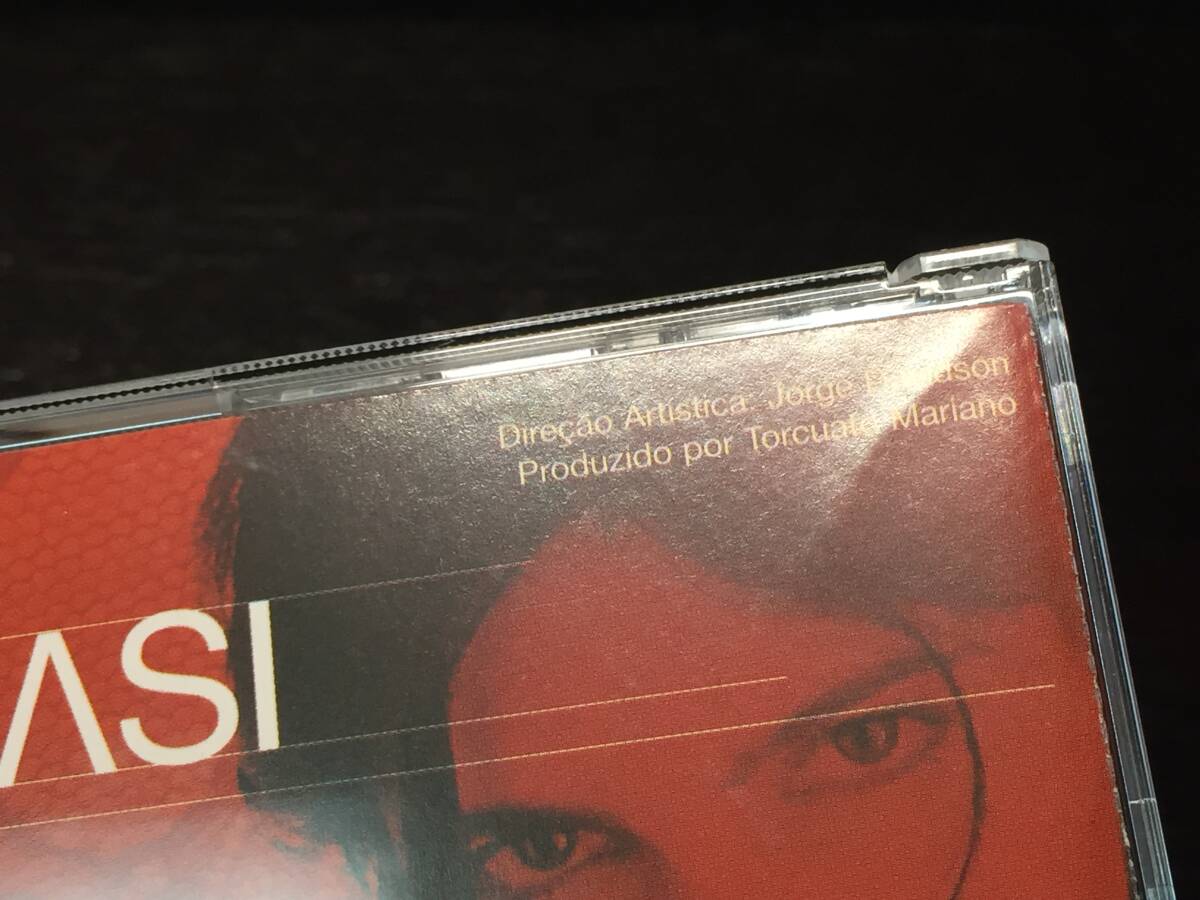 Direção Artística: Jorge
Produzido por Torcuato Mariano
ASI